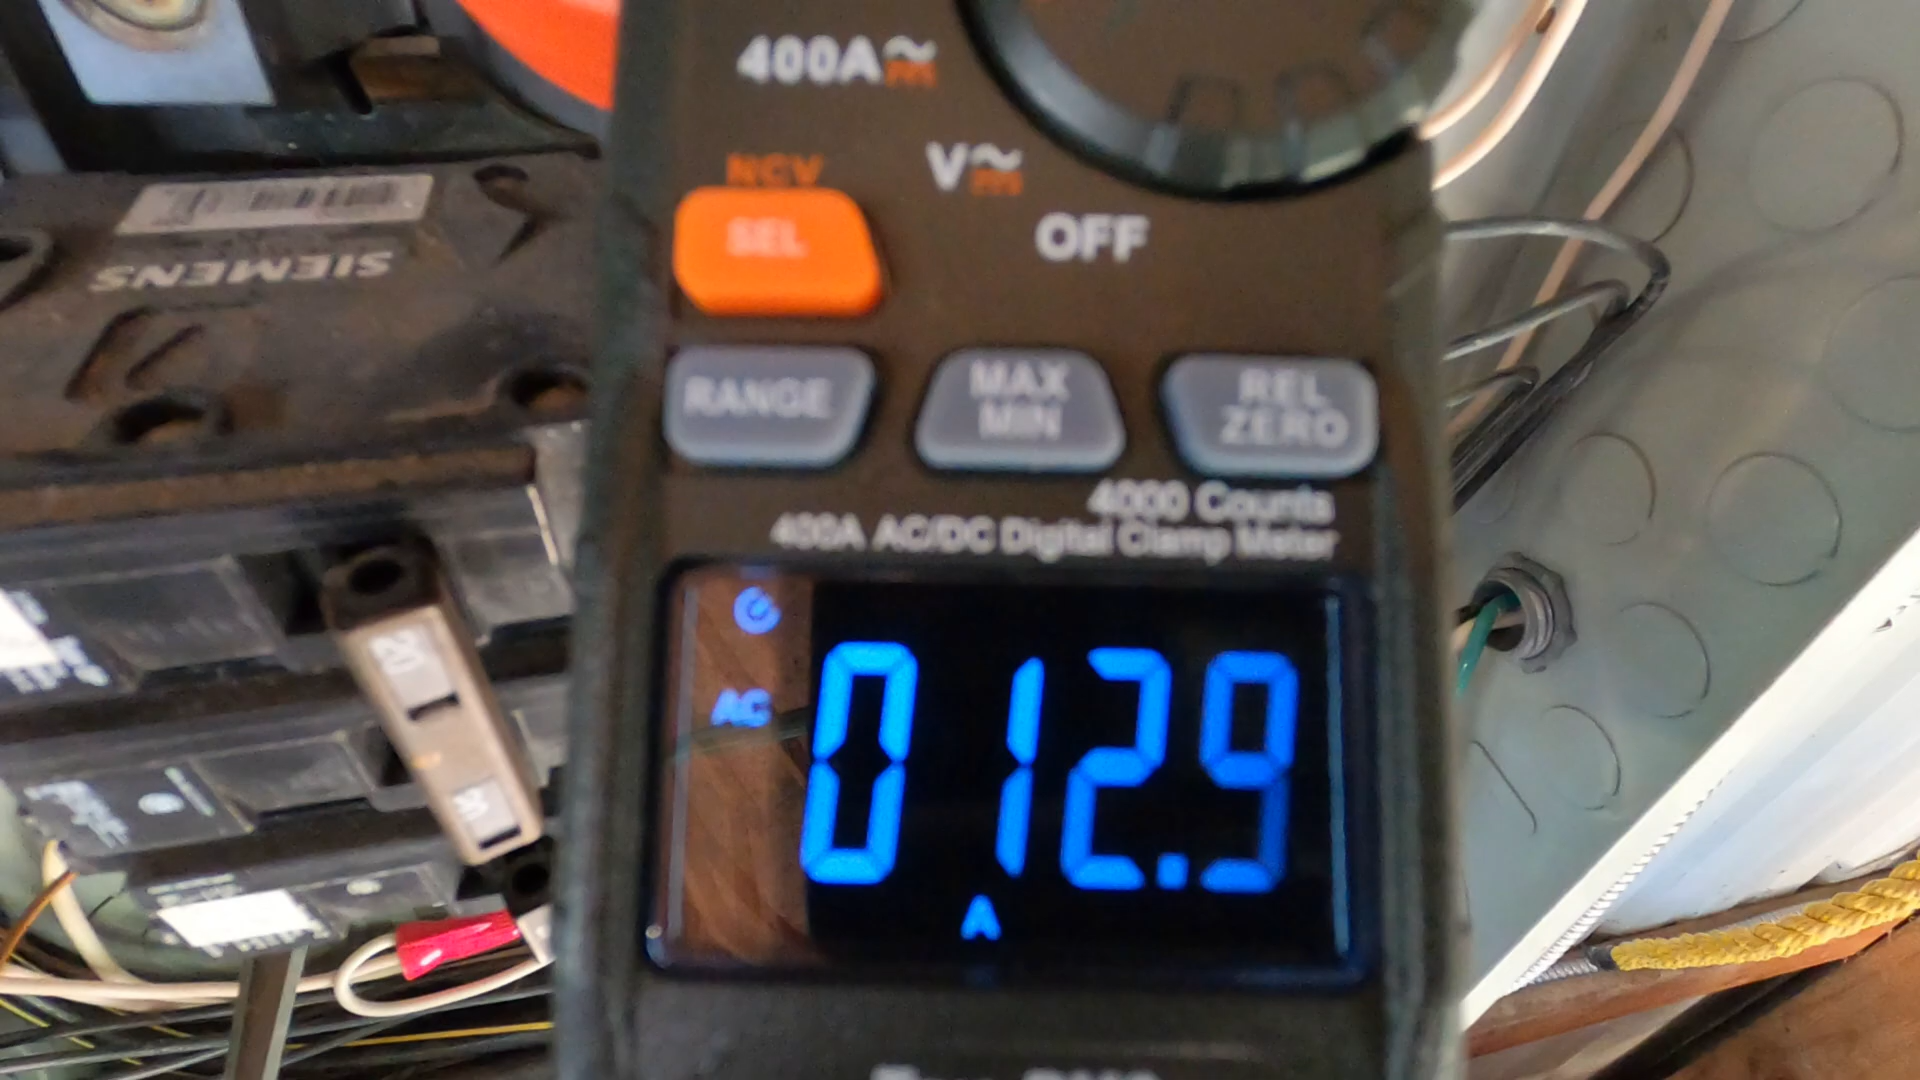 400A
NCV
V
SEL
OFF
SIEMENS
RANGE
MAX
MIN
REL
ZERO
4000 Counts
400A AC/DC Digital Clamp Meter
AC
012.9
A
20